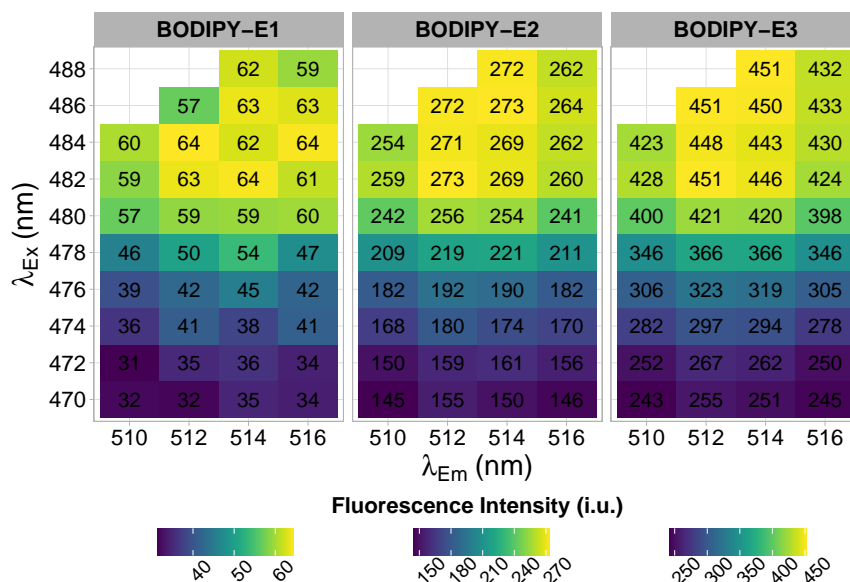 BODIPY−E1 BODIPY−E2 BODIPY−E3
488 62 59 272 262 451 432
486 57 63 63 272 273 264 451 450 433
484 60 64 62 64 254 271 269 262 423 448 443 430
482 59 63 64 61 259 273 269 260 428 451 446 424
480 57 59 59 60 242 256 254 241 400 421 420 398
478 46 50 54 47 209 219 221 211 346 366 366 346
476 39 42 45 42 182 192 190 182 306 323 319 305
474 36 41 38 41 168 180 174 170 282 297 294 278
472 31 35 36 34 150 159 161 156 252 267 262 250
470 32 32 35 34 145 155 150 146 243 255 251 245
λEx (nm)
510 512 514 516 510 512 514 516 510 512 514 516
λEm (nm)
Fluorescence Intensity (i.u.)
40 50 60 150 180 210 240 270 250 300 350 400 450